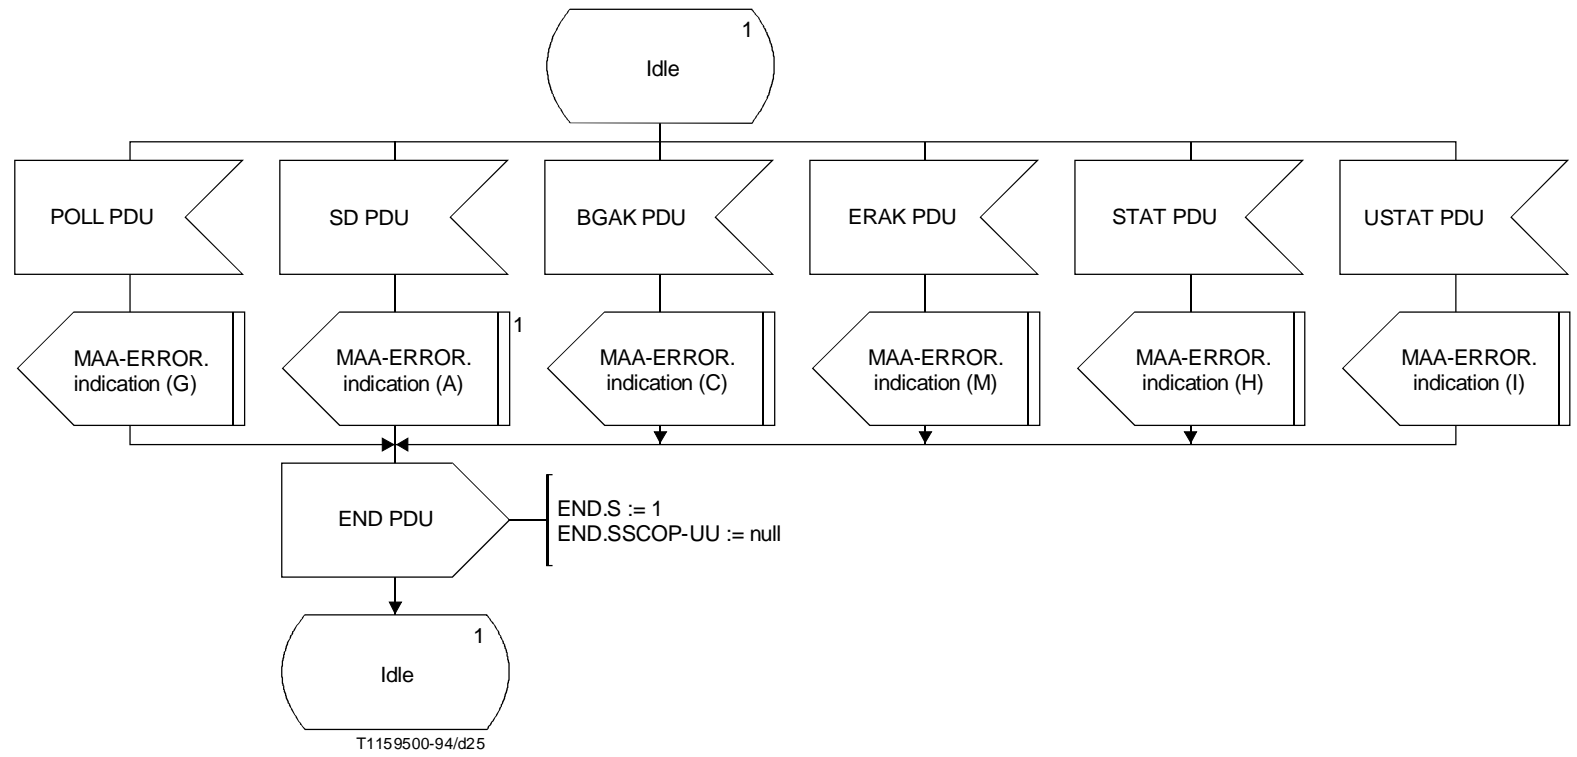 1
Idle
POLL PDU
SD PDU
BGAK PDU
ERAK PDU
STAT PDU
USTAT PDU
MAA-ERROR.
indication (G)
1
MAA-ERROR.
indication (A)
MAA-ERROR.
indication (C)
MAA-ERROR.
indication (M)
MAA-ERROR.
indication (H)
MAA-ERROR.
indication (I)
END PDU
END.S := 1
END.SSCOP-UU := null
1
Idle
T1159500-94/d25